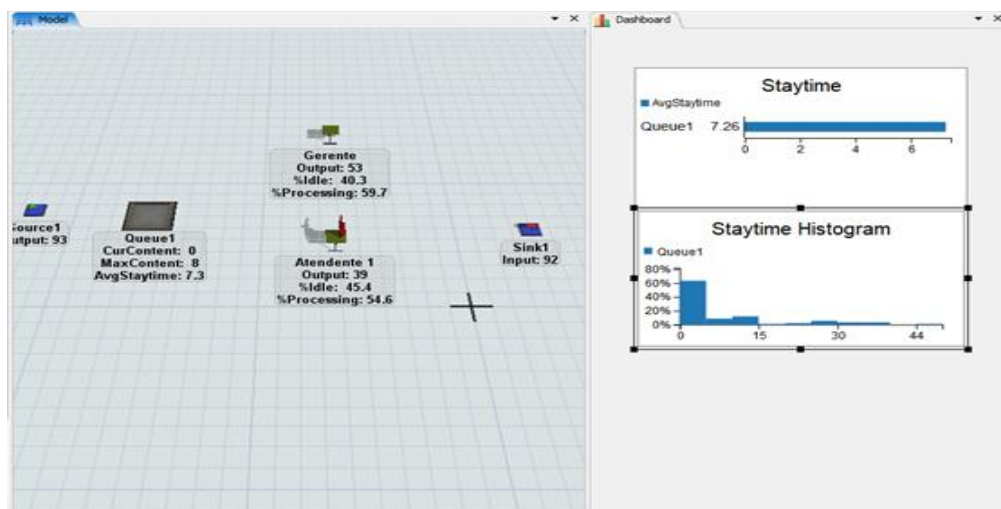 Model
Gerente
Output: 53
%Idle: 40.3
%Processing: 59.7
Source1
Output: 93
Queue1
CurContent: 0
MaxContent: 8
AvgStaytime: 7.3
Atendente 1
Output: 39
%Idle: 45.4
%Processing: 54.6
Sink1
Input: 92
Dashboard
Staytime
AvgStaytime
Queue1 7.26
0 2 4 6
Staytime Histogram
Queue1
80%
60%
40%
20%
0%
0 15 30 44